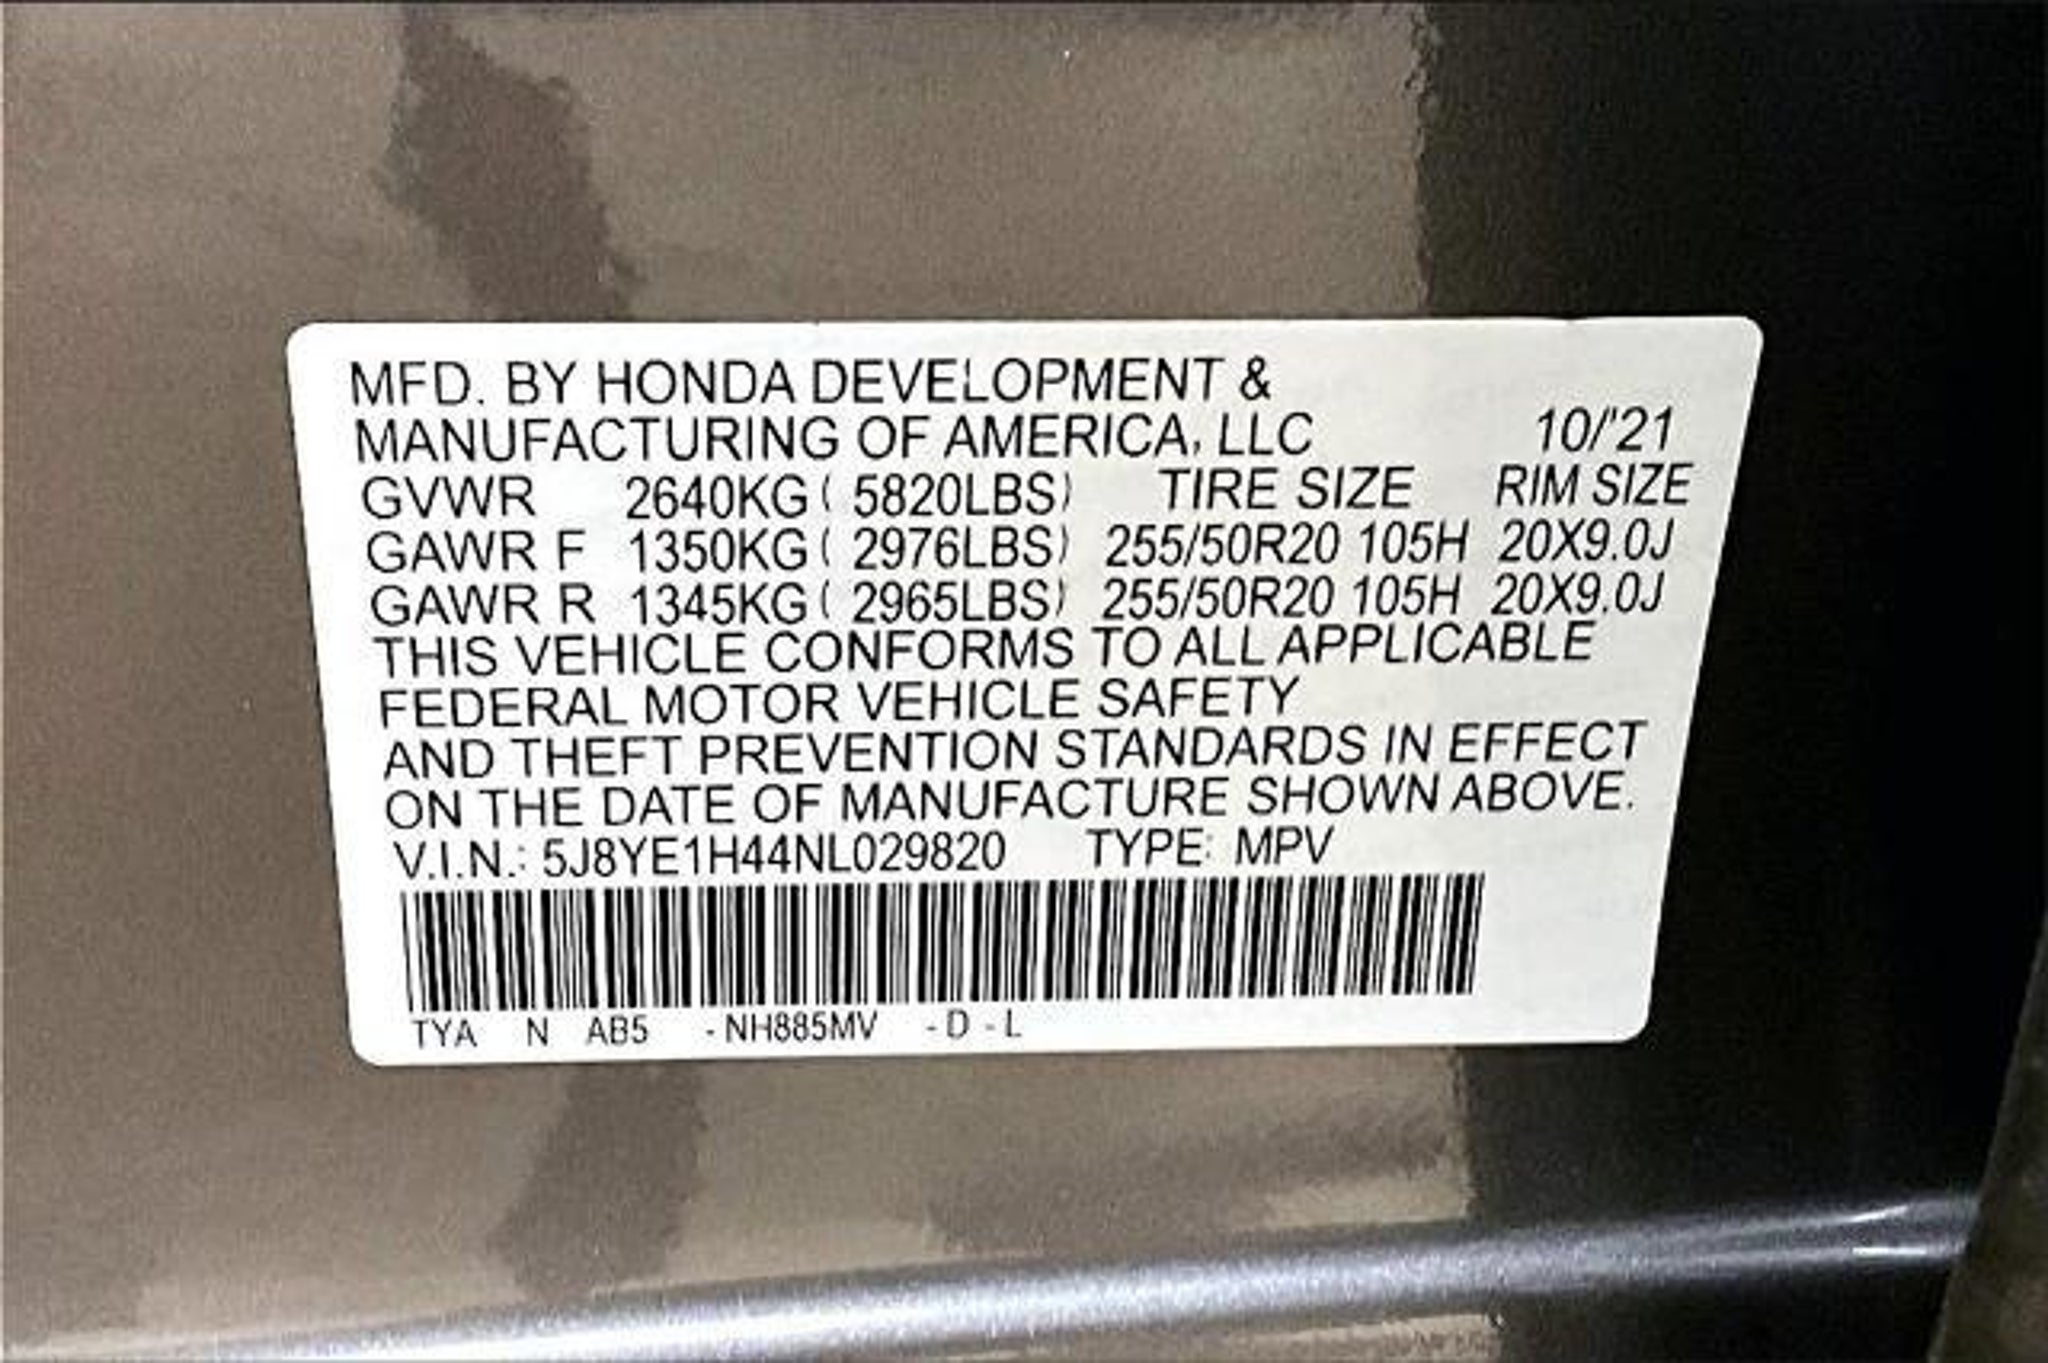 MFD. BY HONDA DEVELOPMENT &
MANUFACTURING OF AMERICA, LLC 10/'21
GVWR 2640KG ( 5820LBS) TIRE SIZE RIM SIZE
GAWR F 1350KG ( 2976LBS) 255/50R20 105H 20X9.0J
GAWR R 1345KG ( 2965LBS) 255/50R20 105H 20X9.0J
THIS VEHICLE CONFORMS TO ALL APPLICABLE
FEDERAL MOTOR VEHICLE SAFETY
AND THEFT PREVENTION STANDARDS IN EFFECT
ON THE DATE OF MANUFACTURE SHOWN ABOVE.
V.I.N.: 5J8YE1H44NL029820 TYPE: MPV
TYA N AB5 - NH885MV - D - L